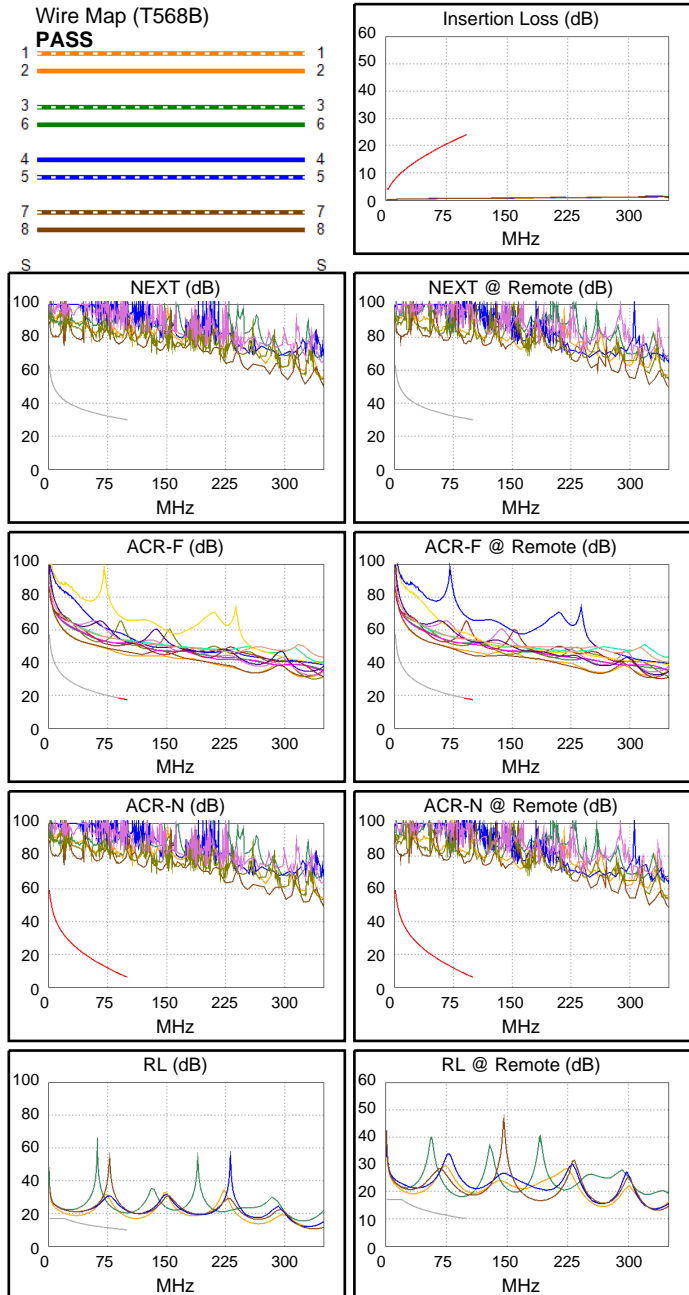 Wire Map (T568B)
PASS
1 1
2 2
3 3
6 6
4 4
5 5
7 7
8 8
S S
Insertion Loss (dB)
60
50
40
30
20
10
0
0 75 150 225 300
MHz
NEXT (dB)
100
80
60
40
20
0
0 75 150 225 300
MHz
NEXT @ Remote (dB)
100
80
60
40
20
0
0 75 150 225 300
MHz
ACR-F (dB)
100
80
60
40
20
0
0 75 150 225 300
MHz
ACR-F @ Remote (dB)
100
80
60
40
20
0
0 75 150 225 300
MHz
ACR-N (dB)
100
80
60
40
20
0
0 75 150 225 300
MHz
ACR-N @ Remote (dB)
100
80
60
40
20
0
0 75 150 225 300
MHz
RL (dB)
100
80
60
40
20
0
0 75 150 225 300
MHz
RL @ Remote (dB)
60
50
40
30
20
10
0
0 75 150 225 300
MHz